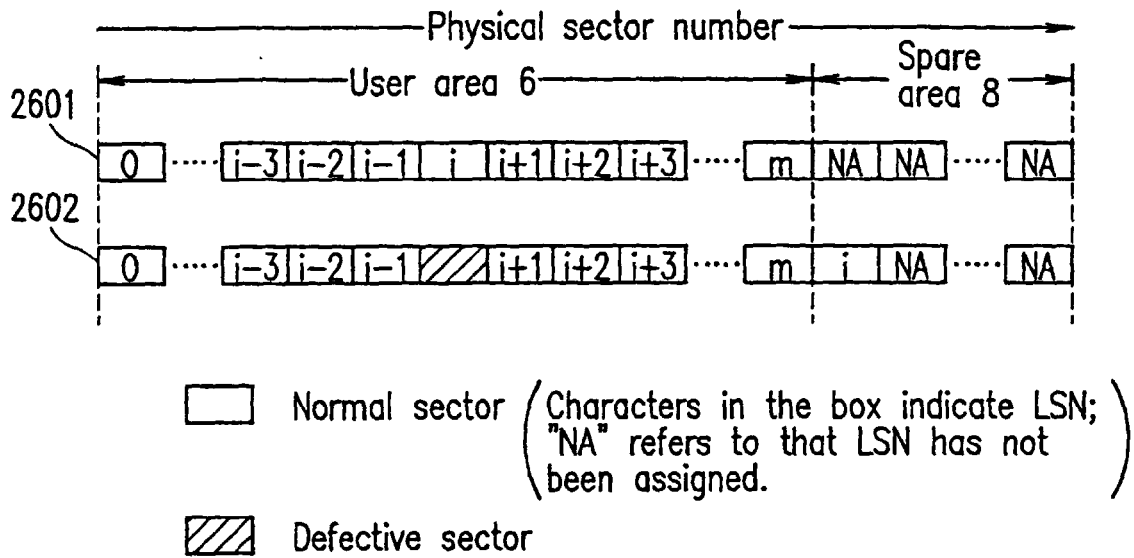 Physical sector number
User area 6
Spare
area 8
2601
0 ..... i-3 i-2 i-1 i i+1 i+2 i+3 ..... m NA NA ..... NA
2602
0 ..... i-3 i-2 i-1 i+1 i+2 i+3 ..... m i NA ..... NA
Normal sector (Characters in the box indicate LSN;
"NA" refers to that LSN has not
been assigned.)
Defective sector